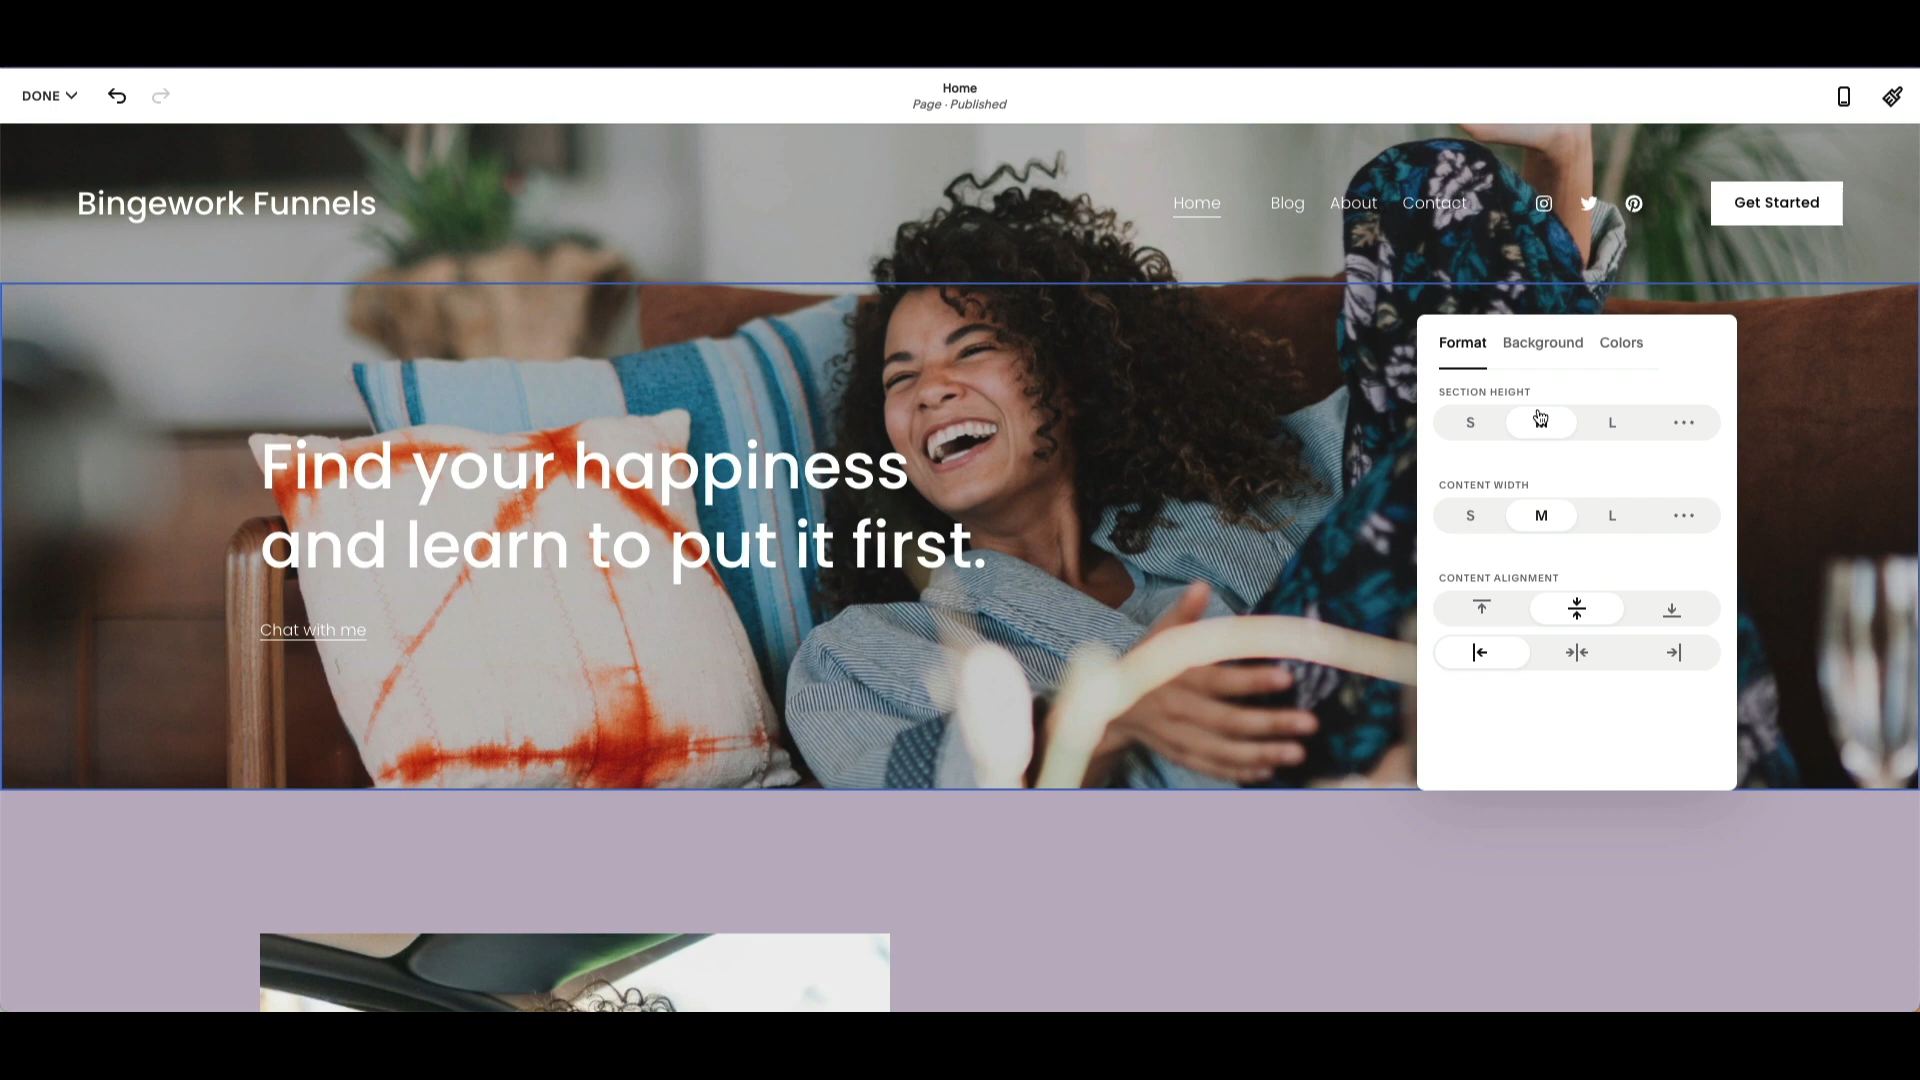 DONE
Home
Page · Published
Bingework Funnels
Home Blog About Contact
Get Started
Format Background Colors
SECTION HEIGHT
S L ...
Find your happiness
and learn to put it first.
CONTENT WIDTH
S M L ...
CONTENT ALIGNMENT
Chat with me